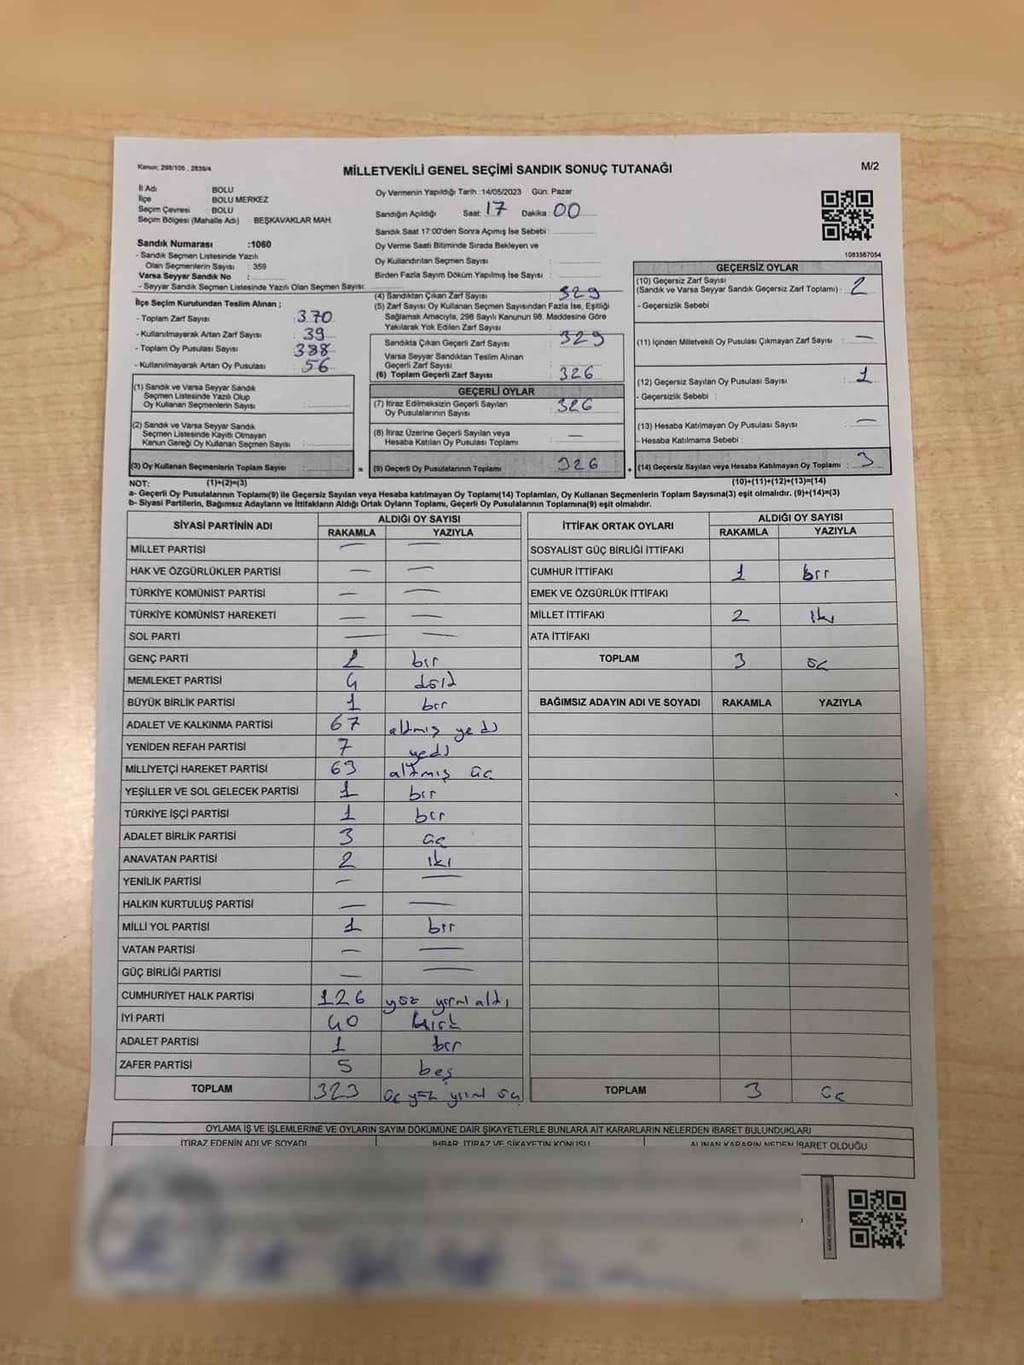 Kanun: 298/105 , 2839/4
MİLLETVEKİLİ GENEL SEÇİMİ SANDIK SONUÇ TUTANAĞI
M/2
İl Adı BOLU
İlçe BOLU MERKEZ
Seçim Çevresi BOLU
Seçim Bölgesi (Mahalle Adı) BEŞKAVAKLAR MAH.
Sandık Numarası :1060
- Sandık Seçmen Listesinde Yazılı
Olan Seçmenlerin Sayısı : 359
Varsa Seyyar Sandık No :
- Seyyar Sandık Seçmen Listesinde Yazılı Olan Seçmen Sayısı:
İlçe Seçim Kurulundan Teslim Alınan ;
- Toplam Zarf Sayısı : 370
- Kullanılmayarak Artan Zarf Sayısı : 39
- Toplam Oy Pusulası Sayısı : 388
- Kullanılmayarak Artan Oy Pusulası : 56
(1) Sandık ve Varsa Seyyar Sandık
Seçmen Listesinde Yazılı Olup
Oy Kullanan Seçmenlerin Sayısı :
(2) Sandık ve Varsa Seyyar Sandık
Seçmen Listesinde Kayıtlı Olmayan
Kanun Gereği Oy Kullanan Seçmen Sayısı :
(3) Oy Kullanan Seçmenlerin Toplam Sayısı :
(1)+(2)=(3)
Oy Vermenin Yapıldığı Tarih :14/05/2023 Gün: Pazar
Sandığın Açıldığı Saat: 17 Dakika: 00
Sandık Saat 17:00'den Sonra Açılmış İse Sebebi :
Oy Verme Saati Bitiminde Sırada Bekleyen ve
Oy Kullandırılan Seçmen Sayısı :
Birden Fazla Sayım Döküm Yapılmış İse Sayısı :
(4) Sandıktan Çıkan Zarf Sayısı : 329
(5) Zarf Sayısı Oy Kullanan Seçmen Sayısından Fazla İse, Eşitliği
Sağlamak Amacıyla, 298 Sayılı Kanunun 98. Maddesine Göre
Yakılarak Yok Edilen Zarf Sayısı :
Sandıkta Çıkan Geçerli Zarf Sayısı : 329
Varsa Seyyar Sandıktan Teslim Alınan
Geçerli Zarf Sayısı :
(6) Toplam Geçerli Zarf Sayısı : 326
GEÇERLİ OYLAR
(7) İtiraz Edilmeksizin Geçerli Sayılan
Oy Pusulalarının Sayısı : 326
(8) İtiraz Üzerine Geçerli Sayılan veya
Hesaba Katılan Oy Pusulası Toplamı : —
(9) Geçerli Oy Pusulalarının Toplamı : 326
1083587054
GEÇERSİZ OYLAR
(10) Geçersiz Zarf Sayısı
(Sandık ve Varsa Seyyar Sandık Geçersiz Zarf Toplamı) : 2
- Geçersizlik Sebebi
(11) İçinden Milletvekili Oy Pusulası Çıkmayan Zarf Sayısı : —
(12) Geçersiz Sayılan Oy Pusulası Sayısı : 1
- Geçersizlik Sebebi :
(13) Hesaba Katılmayan Oy Pusulası Sayısı : —
- Hesaba Katılmama Sebebi :
(14) Geçersiz Sayılan veya Hesaba Katılmayan Oy Toplamı : 3
(10)+(11)+(12)+(13)=(14)
NOT:
a- Geçerli Oy Pusulalarının Toplamı(9) ile Geçersiz Sayılan veya Hesaba katılmayan Oy Toplamı(14) Toplamları, Oy Kullanan Seçmenlerin Toplam Sayısına(3) eşit olmalıdır. (9)+(14)=(3)
b- Siyasi Partilerin, Bağımsız Adayların ve İttifakların Aldığı Ortak Oyların Toplamı, Geçerli Oy Pusulalarının Toplamına(9) eşit olmalıdır.
SİYASİ PARTİNİN ADI ALDIĞI OY SAYISI
RAKAMLA YAZIYLA
MİLLET PARTİSİ — —
HAK VE ÖZGÜRLÜKLER PARTİSİ — —
TÜRKİYE KOMÜNİST PARTİSİ — —
TÜRKİYE KOMÜNİST HAREKETİ — —
SOL PARTİ — —
GENÇ PARTİ 1 bir
MEMLEKET PARTİSİ 4 dört
BÜYÜK BİRLİK PARTİSİ 1 bir
ADALET VE KALKINMA PARTİSİ 67 altmış yedi
YENİDEN REFAH PARTİSİ 7 yedi
MİLLİYETÇİ HAREKET PARTİSİ 63 altmış üç
YEŞİLLER VE SOL GELECEK PARTİSİ 1 bir
TÜRKİYE İŞÇİ PARTİSİ 1 bir
ADALET BİRLİK PARTİSİ 3 üç
ANAVATAN PARTİSİ 2 iki
YENİLİK PARTİSİ — —
HALKIN KURTULUŞ PARTİSİ — —
MİLLİ YOL PARTİSİ 1 bir
VATAN PARTİSİ — —
GÜÇ BİRLİĞİ PARTİSİ — —
CUMHURİYET HALK PARTİSİ 126 yüz yirmi altı
İYİ PARTİ 40 kırk
ADALET PARTİSİ 1 bir
ZAFER PARTİSİ 5 beş
TOPLAM 323 üç yüz yirmi üç
İTTİFAK ORTAK OYLARI ALDIĞI OY SAYISI
RAKAMLA YAZIYLA
SOSYALİST GÜÇ BİRLİĞİ İTTİFAKI
CUMHUR İTTİFAKI 1 bir
EMEK VE ÖZGÜRLÜK İTTİFAKI
MİLLET İTTİFAKI 2 iki
ATA İTTİFAKI
TOPLAM 3 üç
BAĞIMSIZ ADAYIN ADI VE SOYADI RAKAMLA YAZIYLA
TOPLAM 3 üç
OYLAMA İŞ VE İŞLEMLERİNE VE OYLARIN SAYIM DÖKÜMÜNE DAİR ŞİKAYETLERLE BUNLARA AİT KARARLARIN NELERDEN İBARET BULUNDUKLARI
İTİRAZ EDENİN ADI VE SOYADI İHBAR, İTİRAZ VE ŞİKAYETİN KONUSU ALINAN KARARIN NEDEN İBARET OLDUĞU